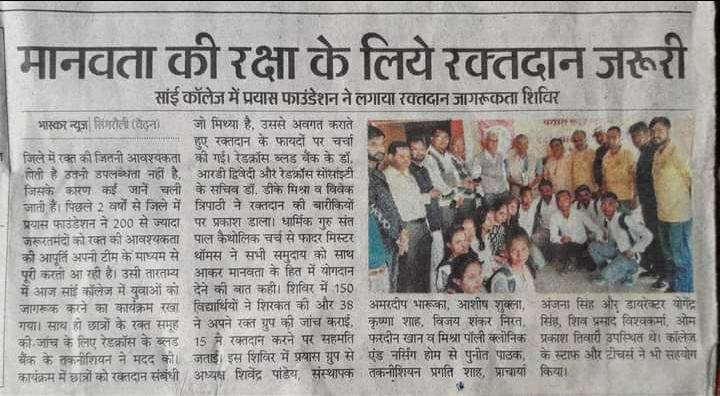 मानवता की रक्षा के लिये रक्तदान जरूरी
सांई कॉलेज में प्रयास फाउंडेशन ने लगाया रक्तदान जागरूकता शिविर
भास्कर न्यूज। सिंगरौली (वैढ़न)
जिले में रक्त की जितनी आवश्यकता
होती है उतनी उपलब्धता नहीं है,
जिसके कारण कई जानें चली
जाती हैं। पिछले 2 वर्षों से जिले में
प्रयास फाउंडेशन ने 200 से ज्यादा
जरूरतमंदों को रक्त की आवश्यकता
की आपूर्ति अपनी टीम के माध्यम से
पूरी करती आ रही है। उसी तारतम्य
में आज सांई कॉलेज में युवाओं को
जागरूक करने का कार्यक्रम रखा
गया। साथ ही छात्रों के रक्त समूह
की जांच के लिए रेडक्रॉस के ब्लड
बैंक के तकनीशियन ने मदद की।
कार्यक्रम में छात्रों को रक्तदान संबंधी
जो मिथ्या है, उससे अवगत कराते
हुए रक्तदान के फायदों पर चर्चा
की गई। रेडक्रॉस ब्लड बैंक के डॉ.
आरडी द्विवेदी और रेडक्रॉस सोसांइटी
के सचिव डॉ. डीके मिश्रा व विवेक
त्रिपाठी ने रक्तदान की बारीकियों
पर प्रकाश डाला। धार्मिक गुरु संत
पाल कैथोलिक चर्च से फादर मिस्टर
थॉमस ने सभी समुदाय को साथ
आकर मानवता के हित में योगदान
देने की बात कही। शिविर में 150
विद्यार्थियों ने शिरकत की और 38
ने अपने रक्त ग्रुप की जांच कराई,
15 ने रक्तदान करने पर सहमति
जताई। इस शिविर में प्रयास ग्रुप से
अध्यक्ष शिवेंद्र पांडेय, संस्थापक
अमरदीप भारूका, आशीष शुक्ला,
कृष्णा शाह, विजय शंकर निरत,
फरदीन खान व मिश्रा पॉली क्लीनिक
एंड नर्सिंग होम से पुनीत पाठक,
तकनीशियन प्रगति शाह, प्राचार्या
अंजना सिंह और डायरेक्टर योगेंद्र
सिंह, शिव प्रसाद विश्वकर्मा, ओम
प्रकाश तिवारी उपस्थित थे। कॉलेज
के स्टाफ और टीचर्स ने भी सहयोग
किया।